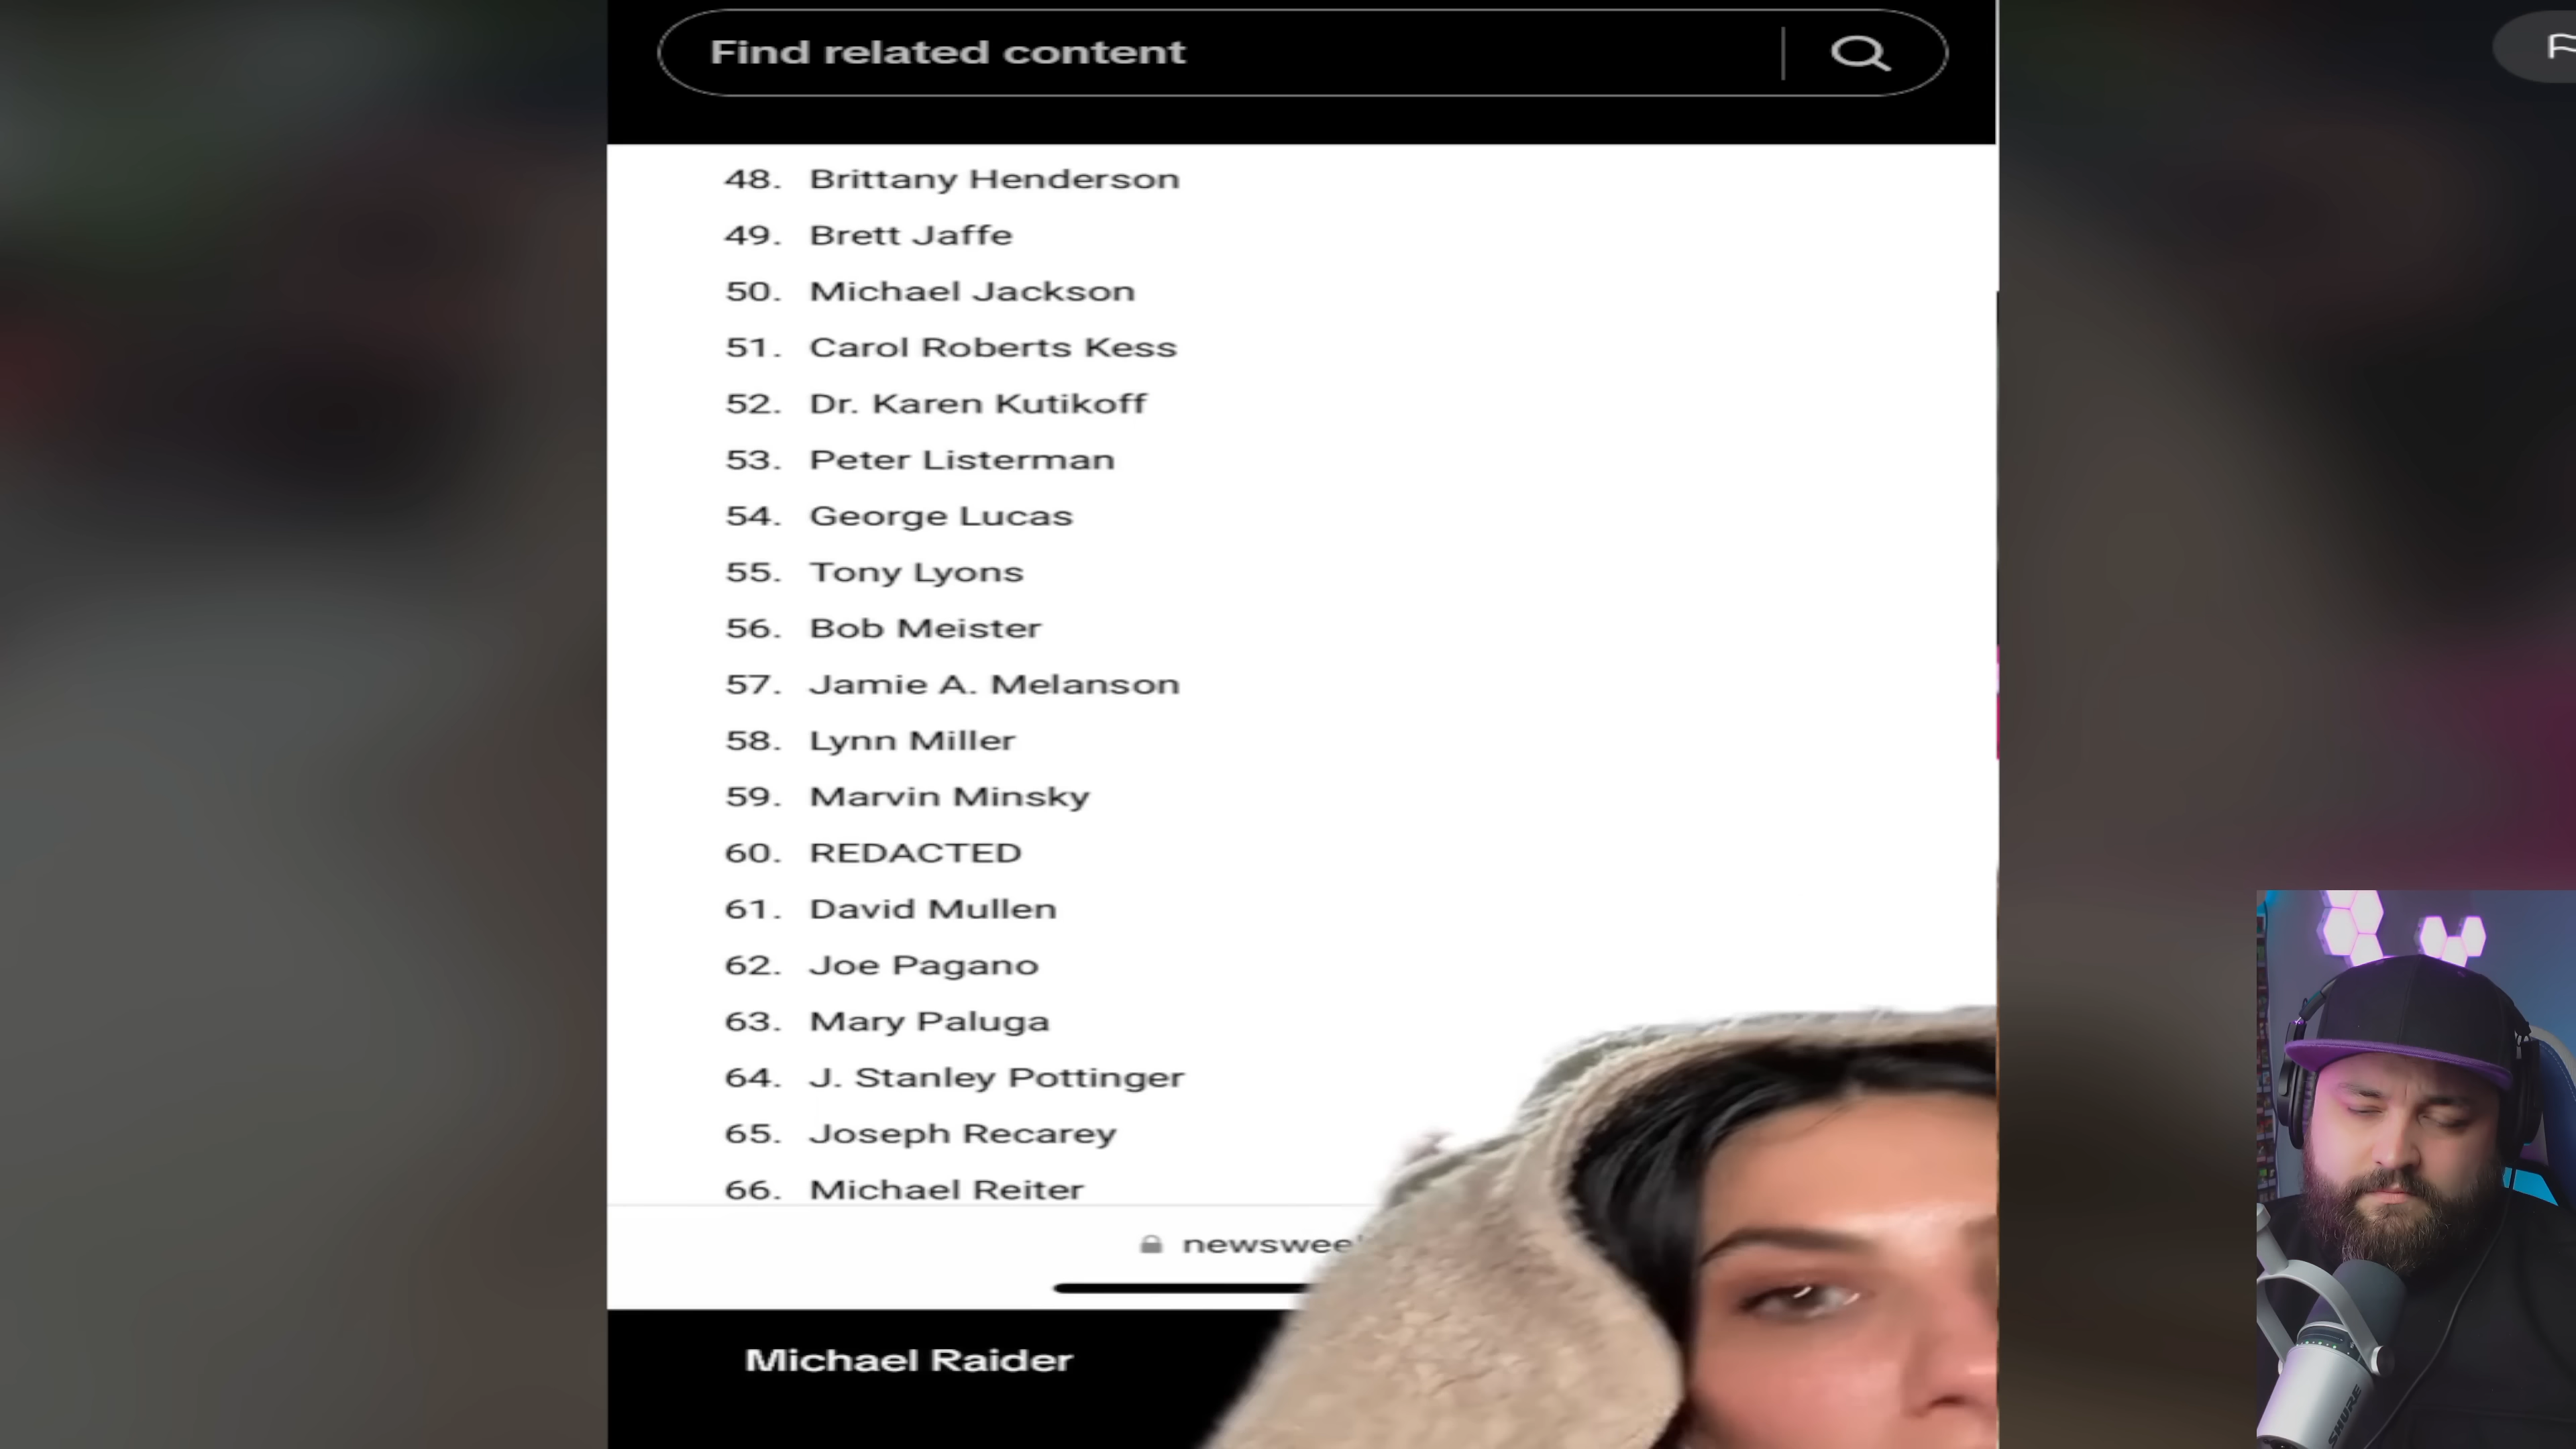 Find related content
48. Brittany Henderson
49. Brett Jaffe
50. Michael Jackson
51. Carol Roberts Kess
52. Dr. Karen Kutikoff
53. Peter Listerman
54. George Lucas
55. Tony Lyons
56. Bob Meister
57. Jamie A. Melanson
58. Lynn Miller
59. Marvin Minsky
60. REDACTED
61. David Mullen
62. Joe Pagano
63. Mary Paluga
64. J. Stanley Pottinger
65. Joseph Recarey
66. Michael Reiter
Michael Raider
SHURE